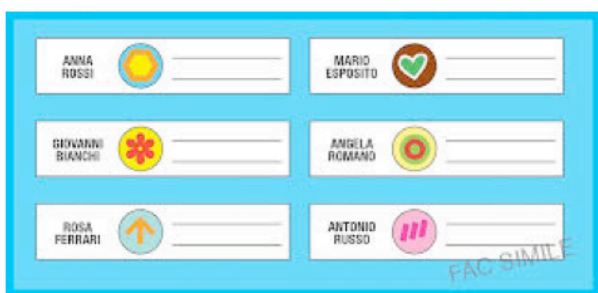 ANNA
ROSSI
MARIO
ESPOSITO
GIOVANNI
BIANCHI
ANGELA
ROMANO
ROSA
FERRARI
ANTONIO
RUSSO
FAC SIMILE